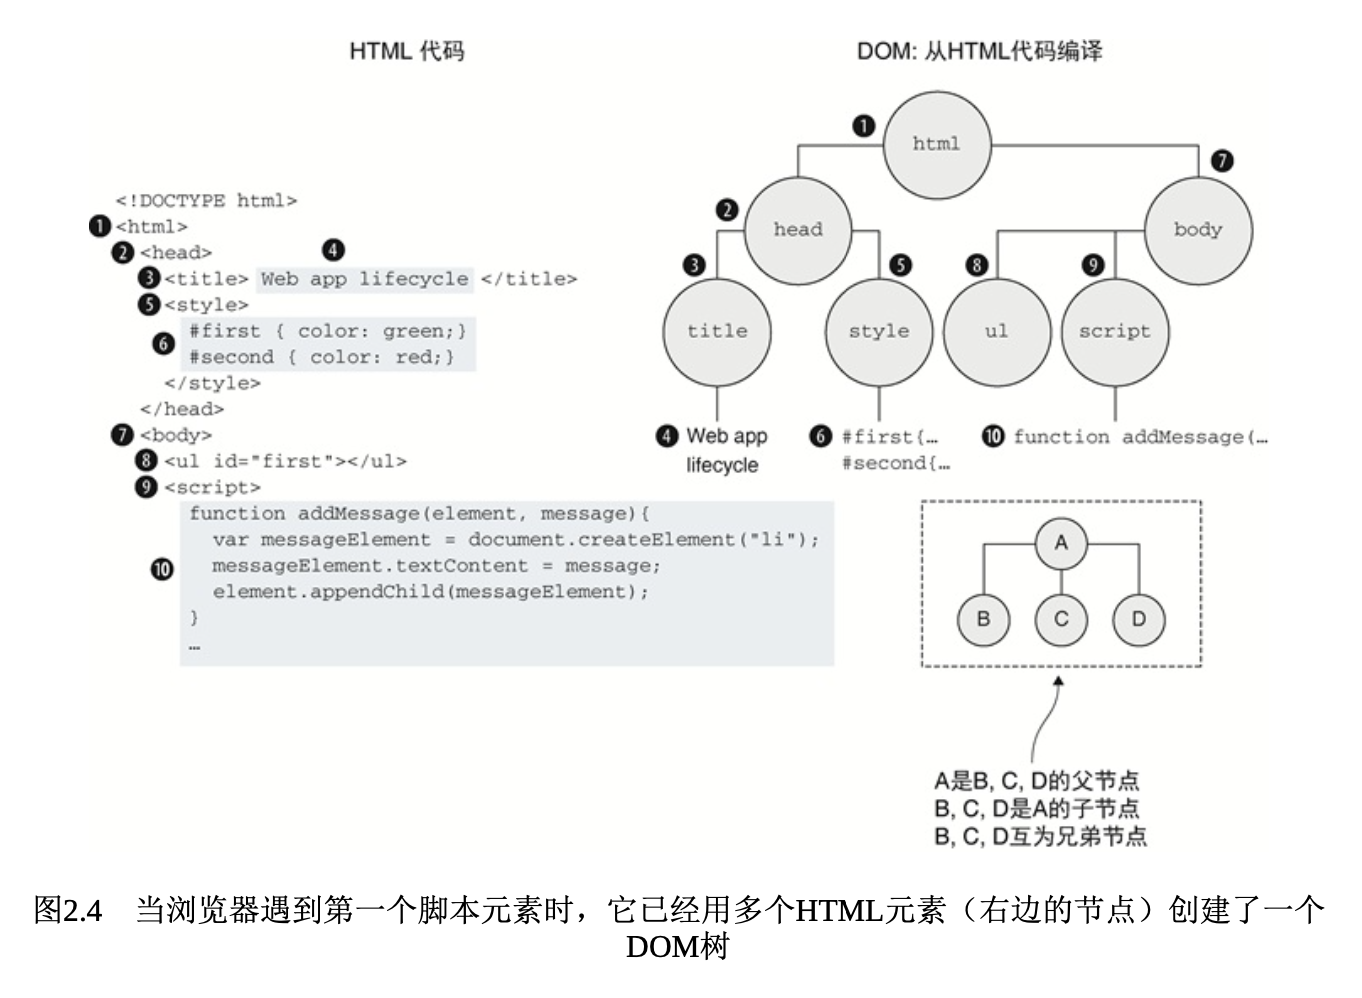 HTML 代码
<!DOCTYPE html>
❶ <html>
❷ <head>
❹
❸ <title> Web app lifecycle </title>
❺ <style>
❻ #first { color: green;}
#second { color: red;}
</style>
</head>
❼ <body>
❽ <ul id="first"></ul>
❾ <script>
function addMessage(element, message){
var messageElement = document.createElement("li");
❿ messageElement.textContent = message;
element.appendChild(messageElement);
}
…
DOM: 从HTML代码编译
❶ html
❼
❷ head
body
❸ ❺ ❽ ❾
title style ul script
❹ Web app ❻ #first{… ❿ function addMessage(…
lifecycle #second{…
A
B C D
A是B, C, D的父节点
B, C, D是A的子节点
B, C, D互为兄弟节点
图2.4 当浏览器遇到第一个脚本元素时，它已经用多个HTML元素（右边的节点）创建了一个
DOM树